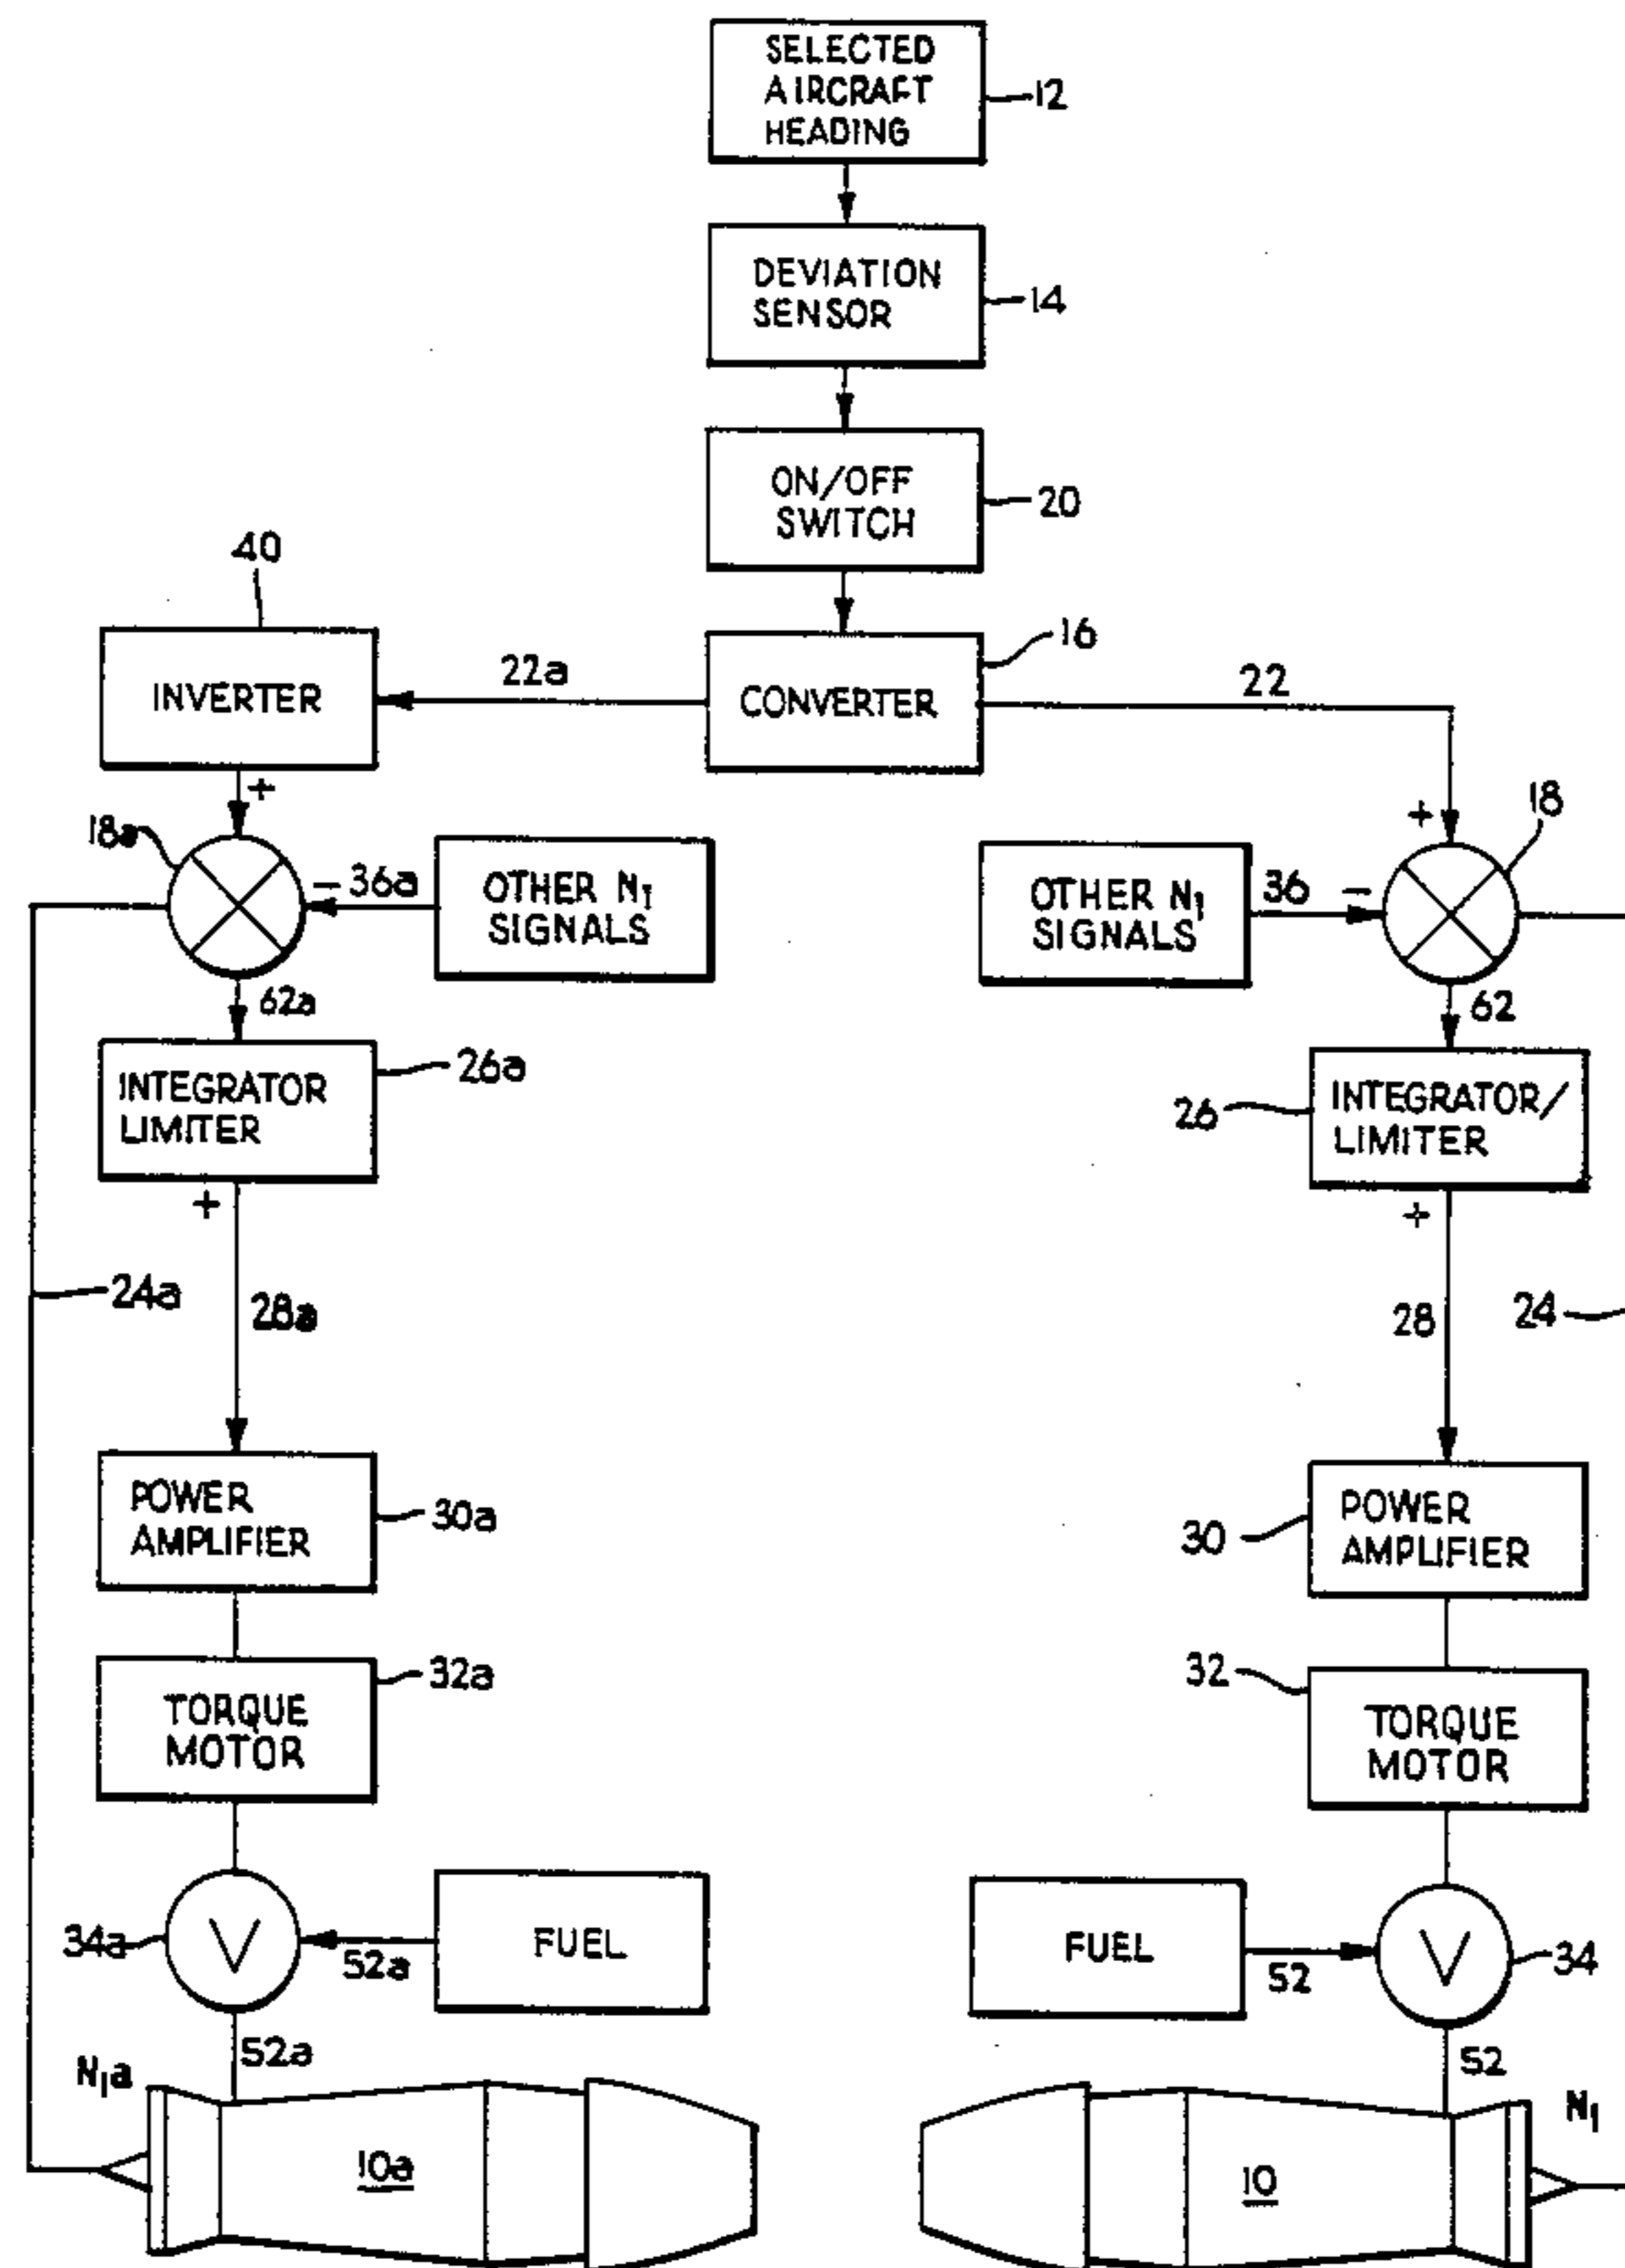 SELECTED
AIRCRAFT
HEADING
12
DEVIATION
SENSOR
14
ON/OFF
SWITCH
20
40
INVERTER
22a
CONVERTER
16
22
+
18a
− 36a
OTHER N1
SIGNALS
OTHER N1
SIGNALS
36 −
+
18
62a
62
INTEGRATOR
LIMITER
26a
26
INTEGRATOR/
LIMITER
+
+
24a
28a
28
24
POWER
AMPLIFIER
30a
30
POWER
AMPLIFIER
TORQUE
MOTOR
32a
32
TORQUE
MOTOR
34a
V
52a
FUEL
FUEL
52
V
34
52a
52
N1a
10a
10
N1